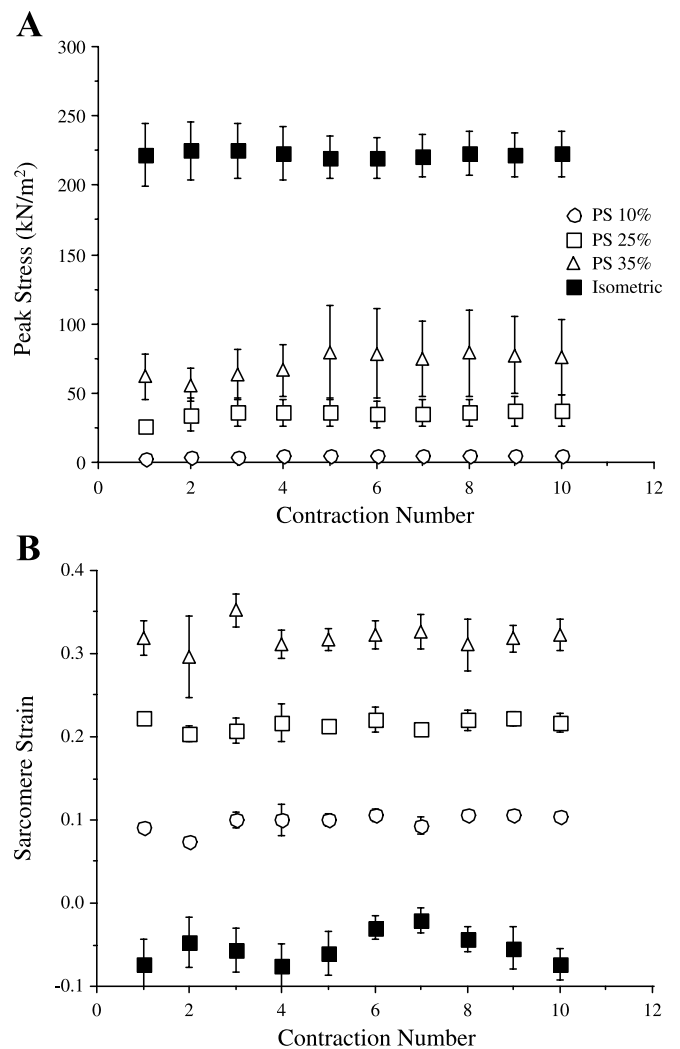 A
300
250
200
150
100
50
0
Peak Stress (kN/m²)
PS 10%
PS 25%
PS 35%
Isometric
0 2 4 6 8 10 12
Contraction Number
B
0.4
0.3
0.2
0.1
0.0
-0.1
Sarcomere Strain
0 2 4 6 8 10 12
Contraction Number